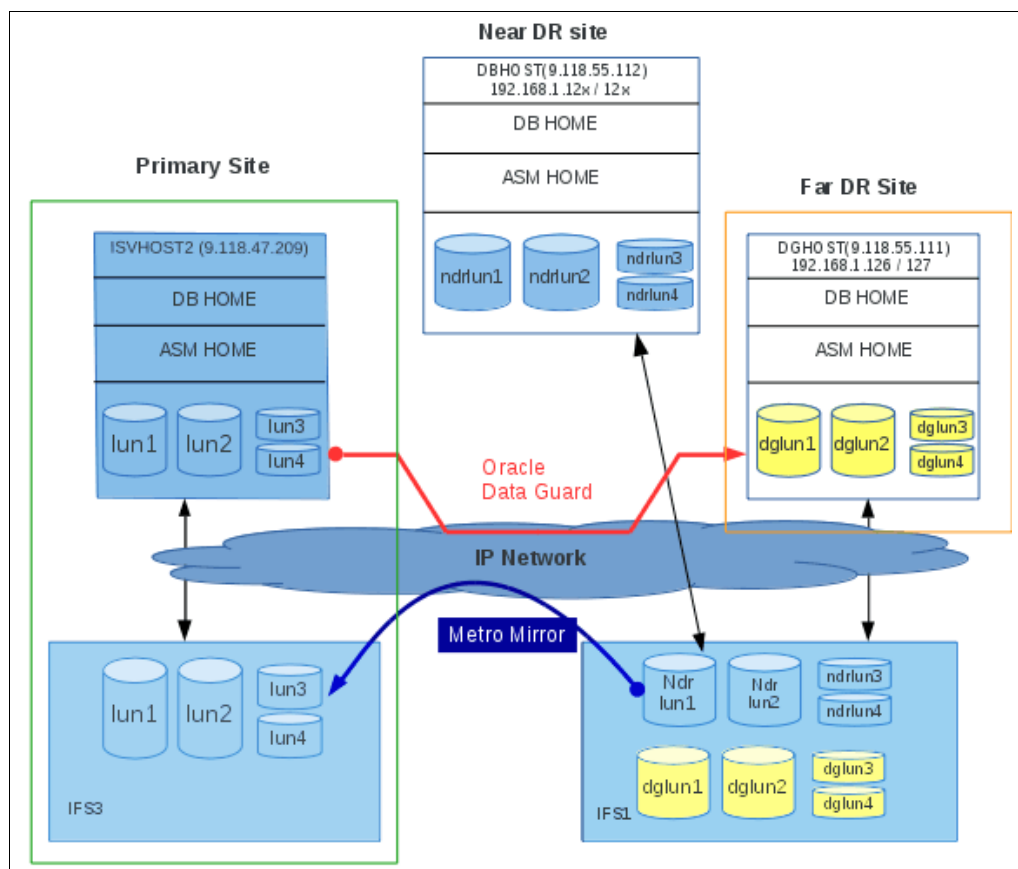 Near DR site
DBHOST(9.118.55.112)
192.168.1.12x / 12x
DB HOME
ASM HOME
ndrlun1
ndrlun2
ndrlun3
ndrlun4
Primary Site
ISVHOST2 (9.118.47.209)
DB HOME
ASM HOME
lun1
lun2
lun3
lun4
Far DR Site
DGHOST(9.118.55.111)
192.168.1.126 / 127
DB HOME
ASM HOME
dglun1
dglun2
dglun3
dglun4
Oracle
Data Guard
IP Network
Metro Mirror
lun1
lun2
lun3
lun4
IFS3
Ndr
lun1
Ndr
lun2
ndrlun3
ndrlun4
dglun1
dglun2
dglun3
dglun4
IFS1